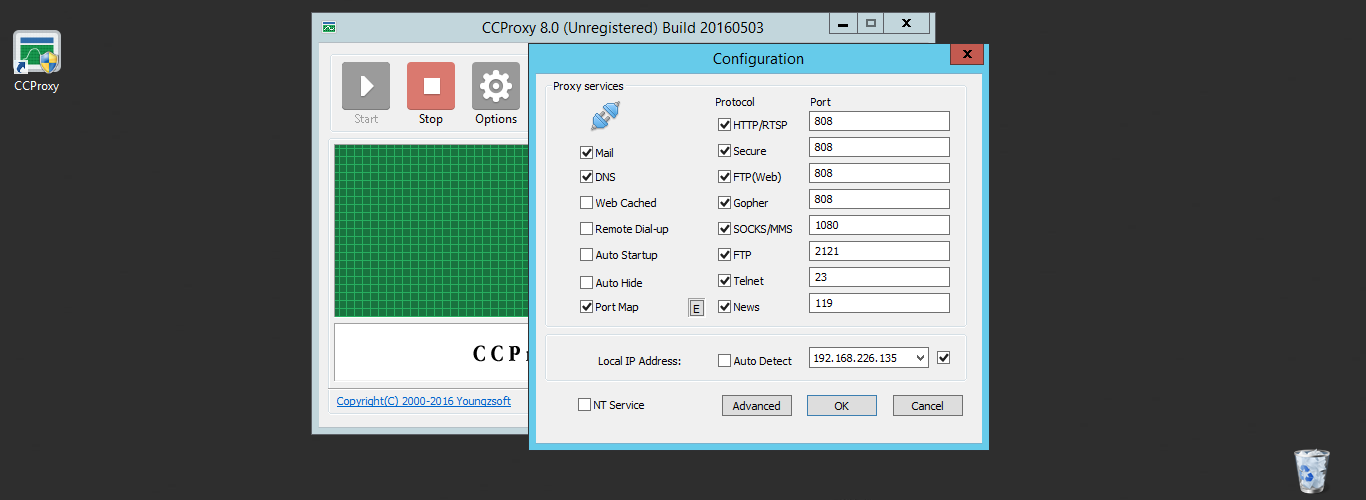 CCProxy
CCProxy 8.0 (Unregistered) Build 20160503
Start
Stop
Options
Copyright(C) 2000-2016 Youngzsoft
Configuration
Proxy services
Protocol Port
HTTP/RTSP 808
Mail Secure 808
DNS FTP(Web) 808
Web Cached Gopher 808
Remote Dial-up SOCKS/MMS 1080
Auto Startup FTP 2121
Auto Hide Telnet 23
Port Map E News 119
Local IP Address: Auto Detect 192.168.226.135
NT Service Advanced OK Cancel